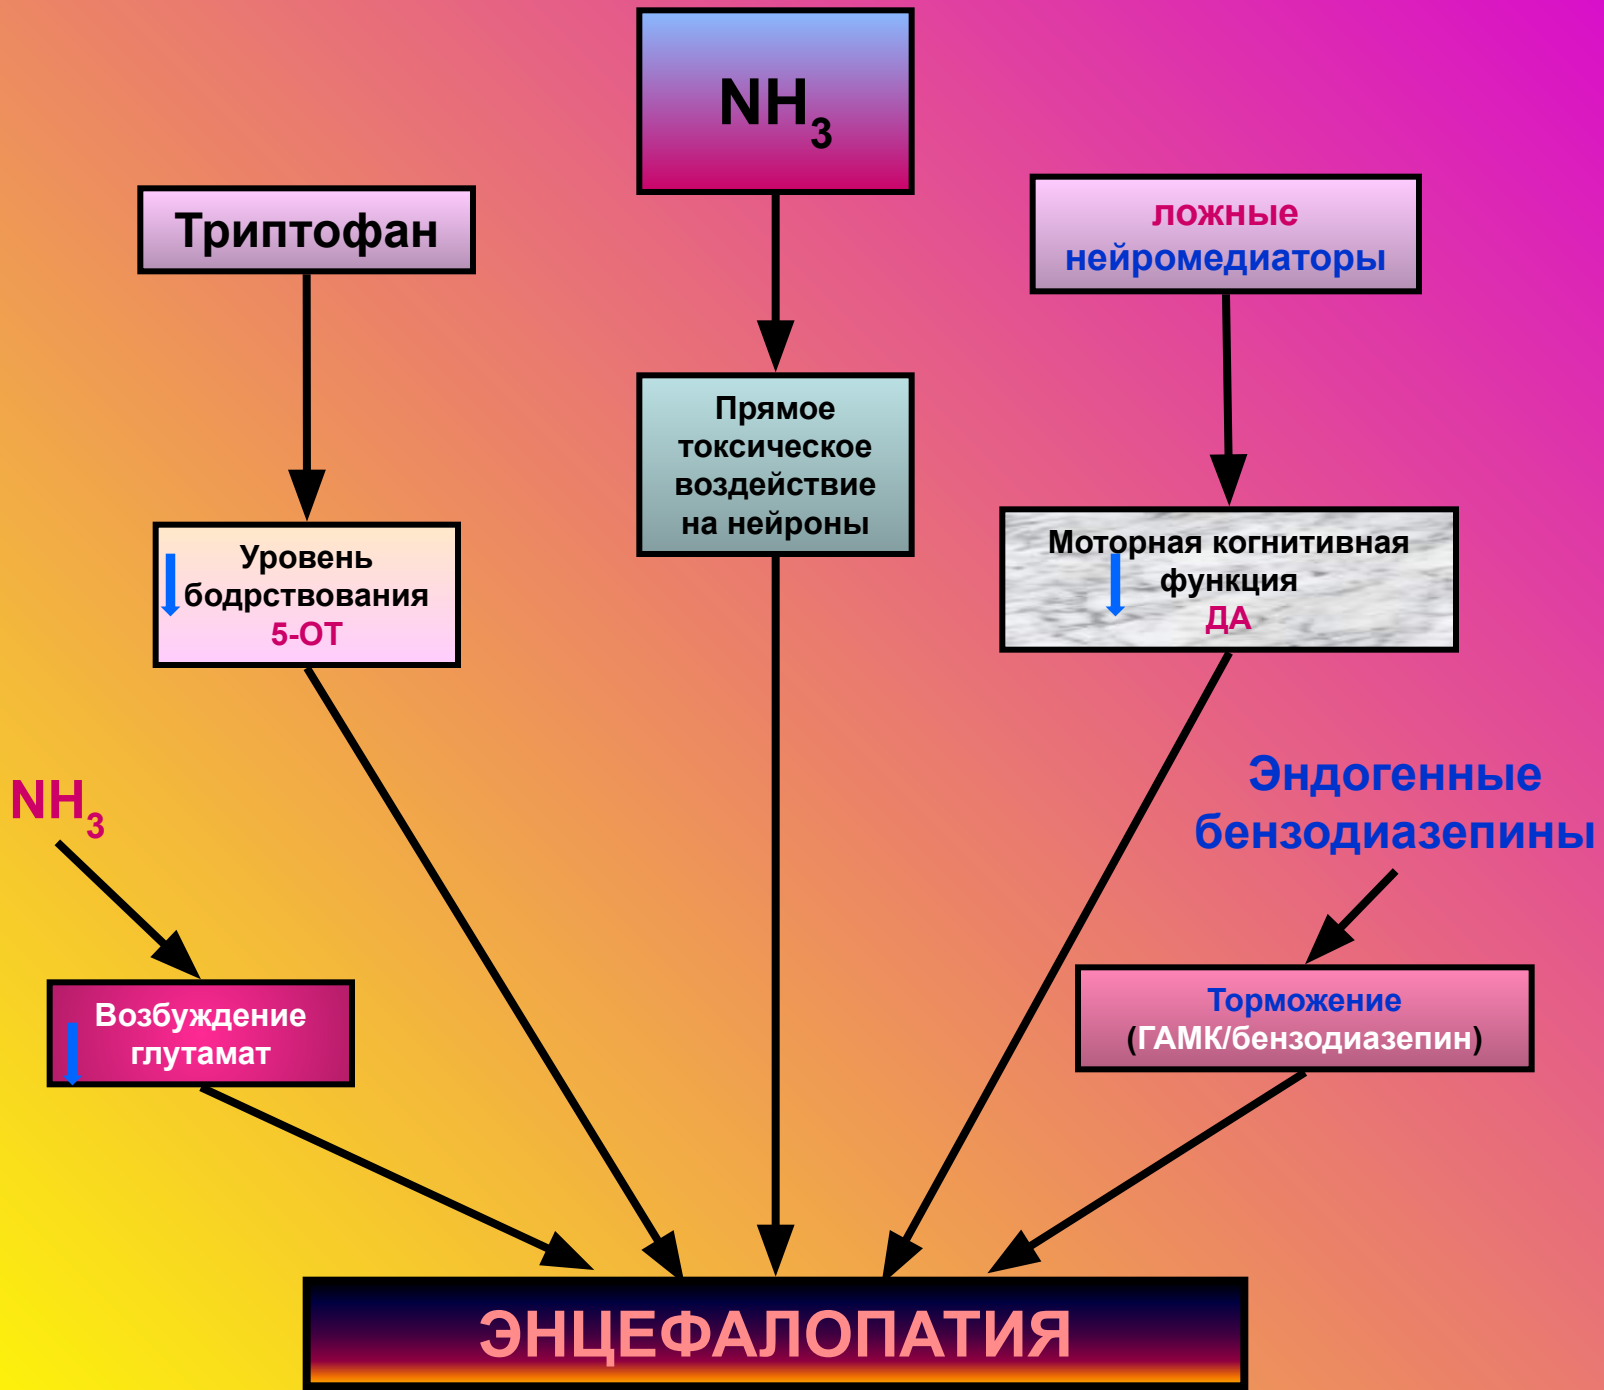 NH3
Триптофан
ложные
нейромедиаторы
Прямое
токсическое
воздействие
на нейроны
Уровень
бодрствования
5-ОТ
Моторная когнитивная
функция
ДА
NH3
Эндогенные
бензодиазепины
Возбуждение
глутамат
Торможение
(ГАМК/бензодиазепин)
ЭНЦЕФАЛОПАТИЯ